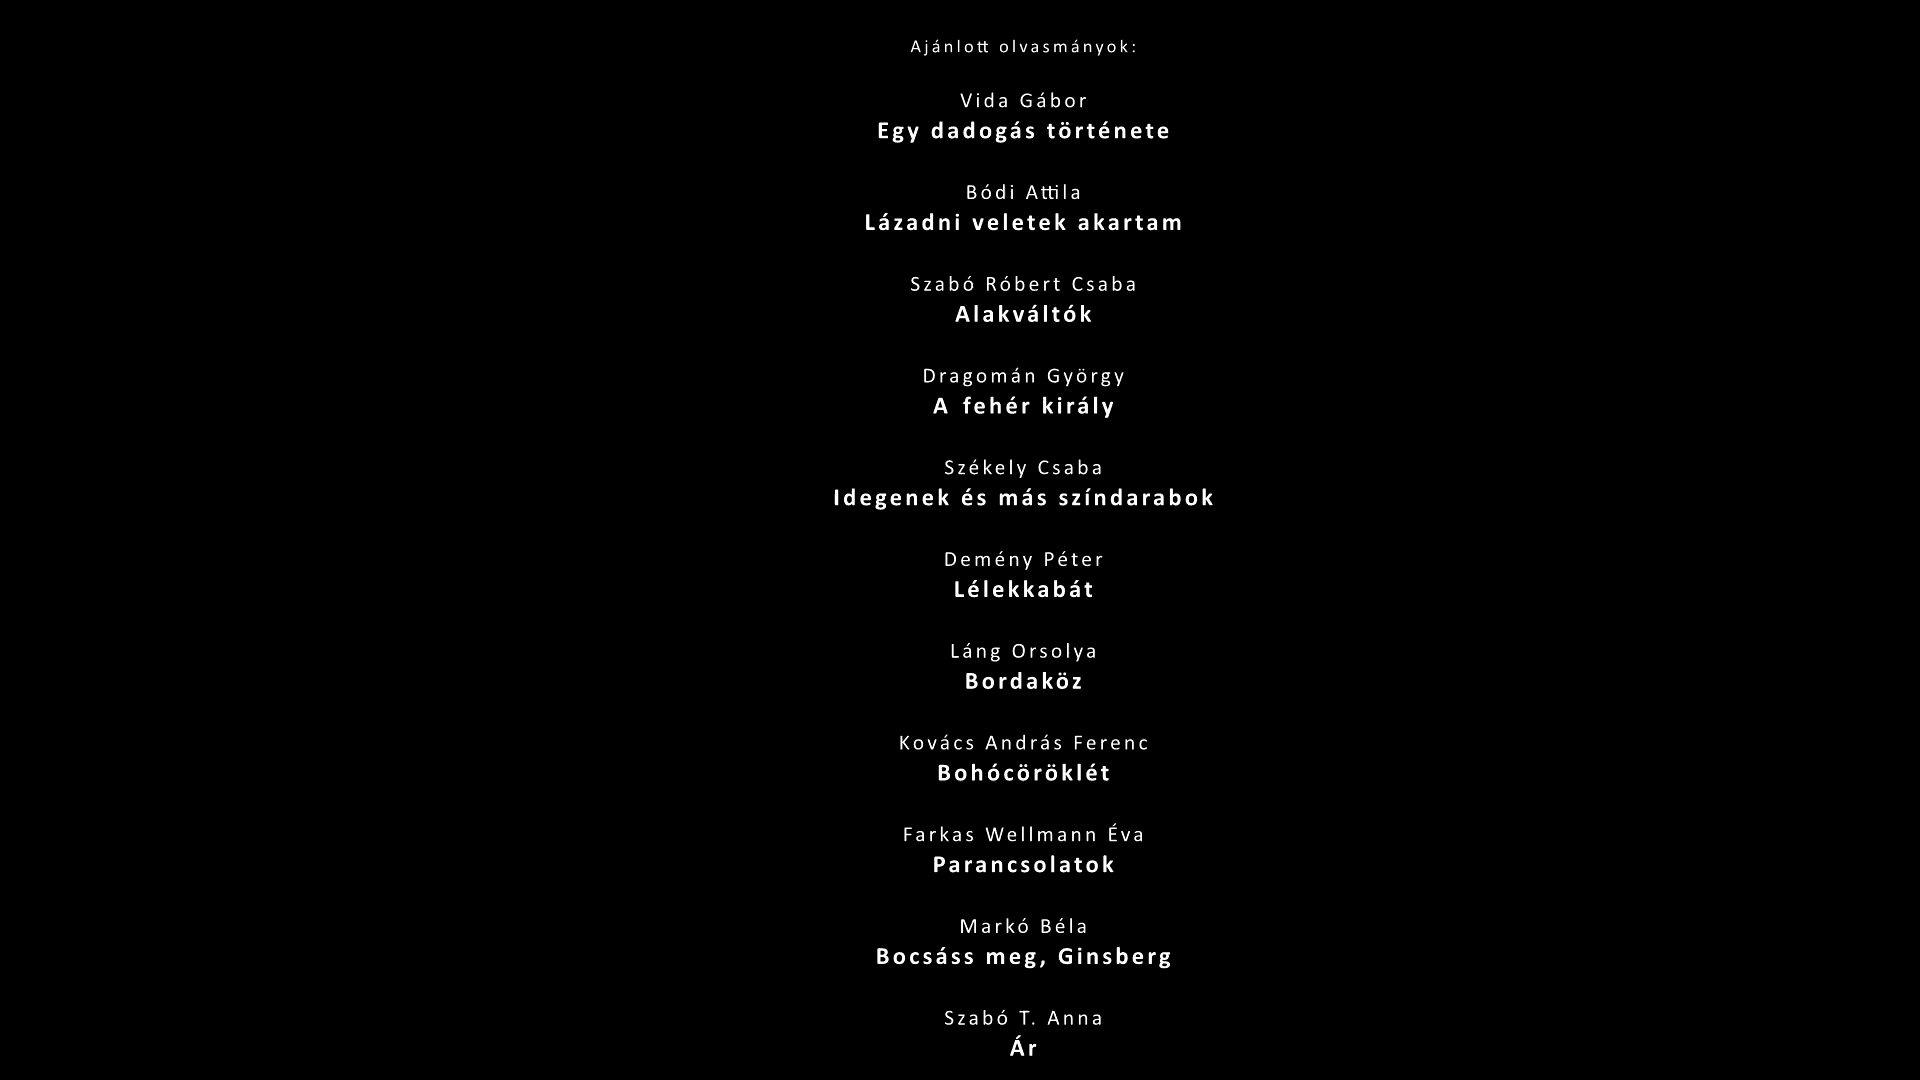 Ajánlott olvasmányok:
Vida Gábor
Egy dadogás története
Bódi Attila
Lázadni veletek akartam
Szabó Róbert Csaba
Alakváltók
Dragomán György
A fehér király
Székely Csaba
Idegenek és más színdarabok
Demény Péter
Lélekkabát
Láng Orsolya
Bordaköz
Kovács András Ferenc
Bohócöröklét
Farkas Wellmann Éva
Parancsolatok
Markó Béla
Bocsáss meg, Ginsberg
Szabó T. Anna
Ár